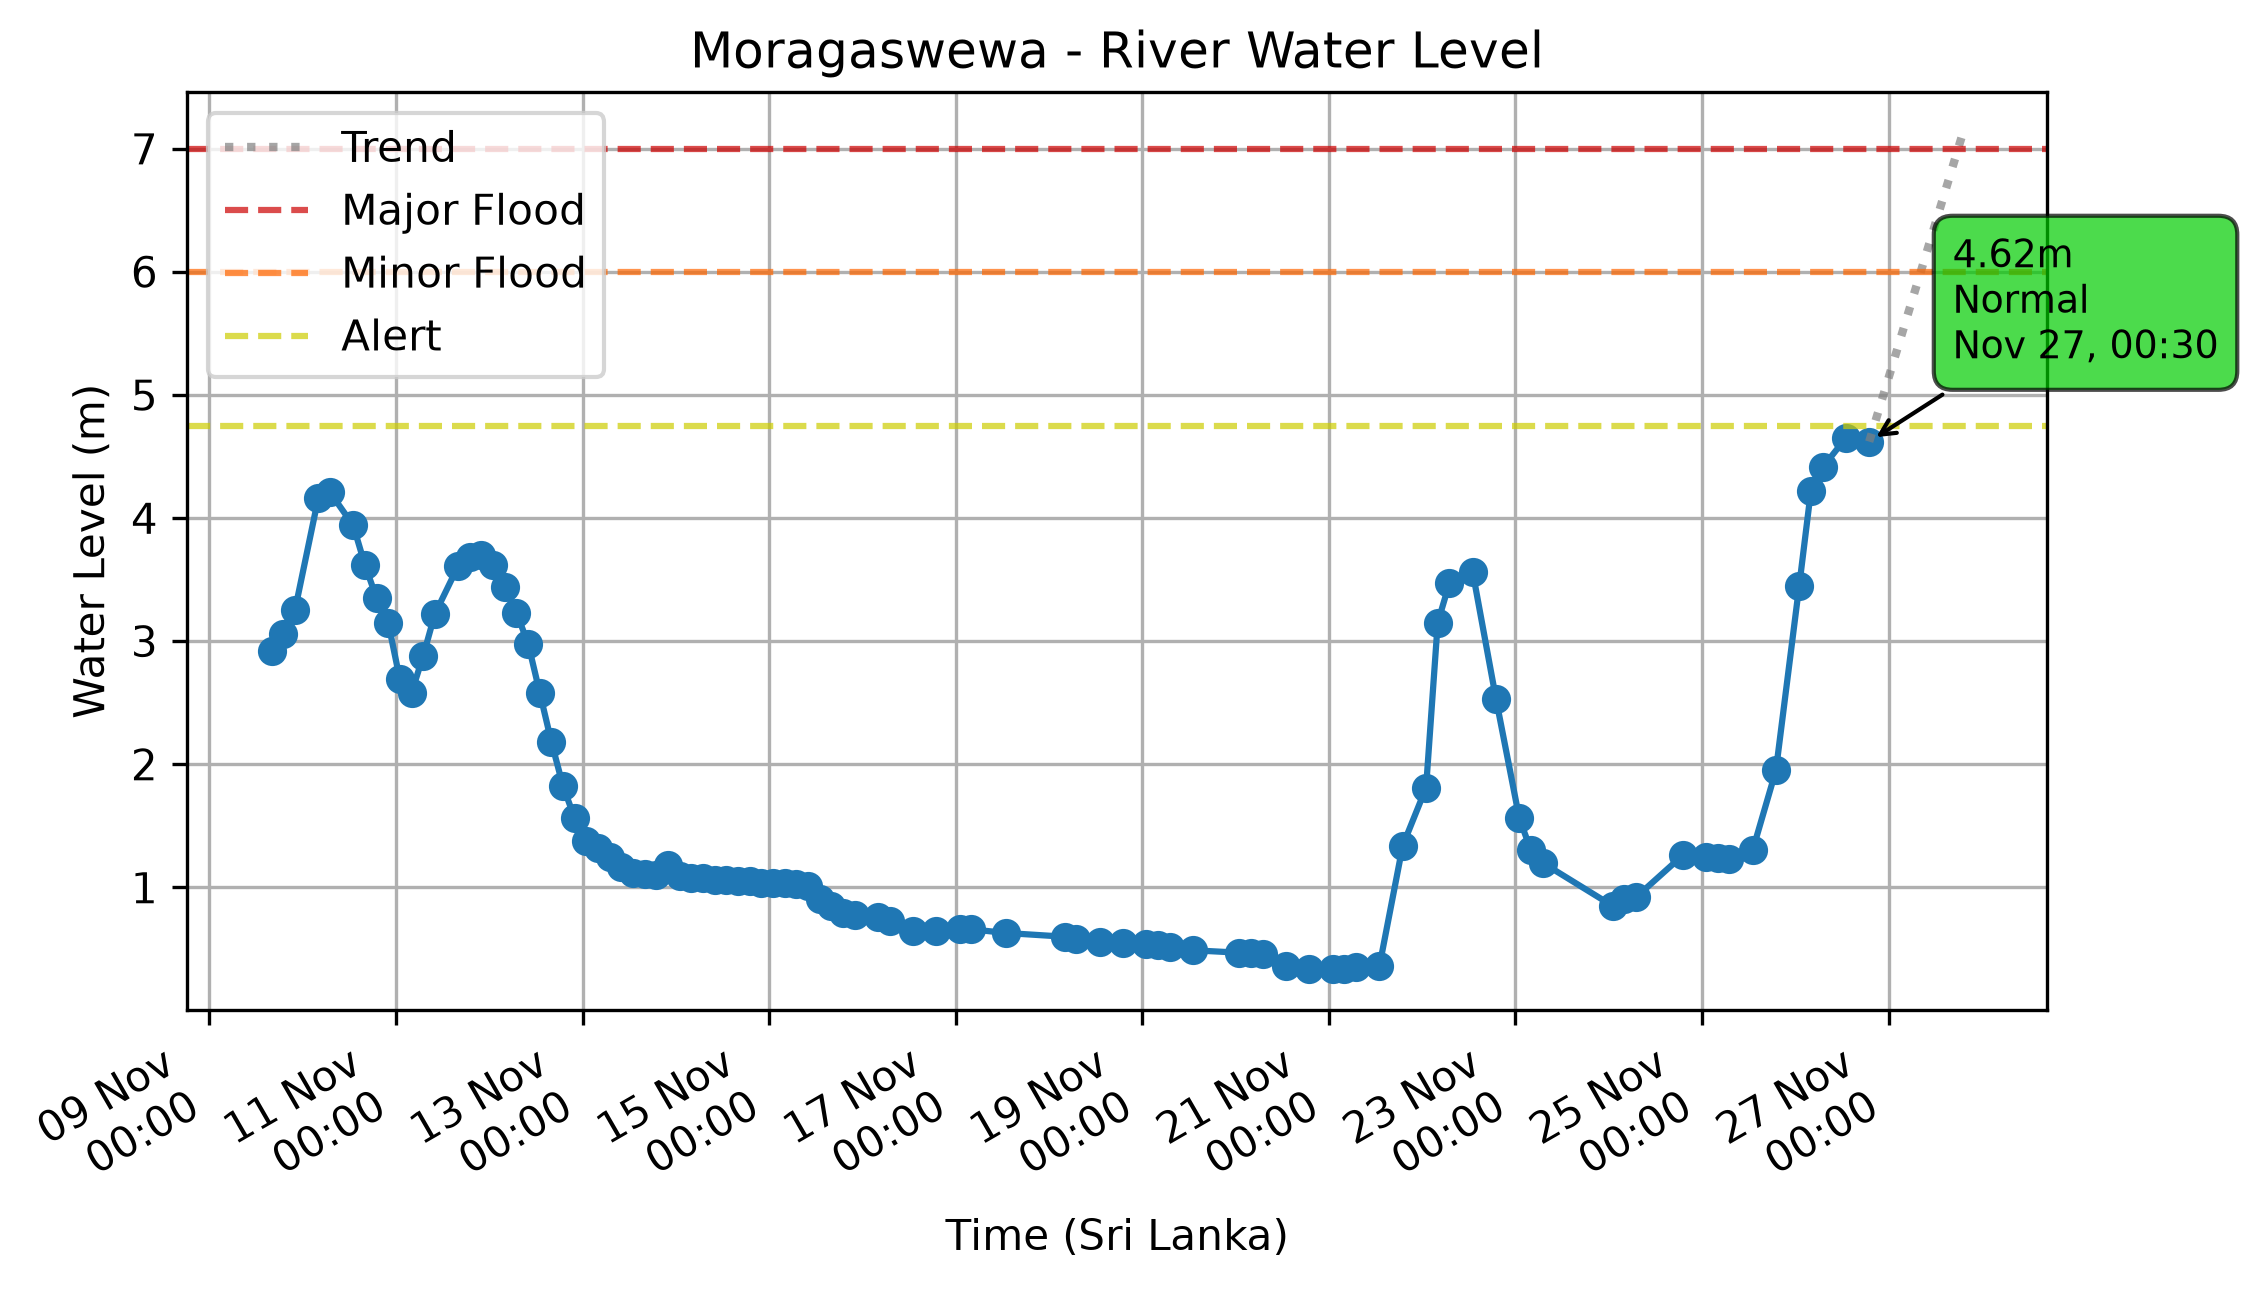 Moragaswewa - River Water Level
Trend
Major Flood
Minor Flood
Alert
4.62m
Normal
Nov 27, 00:30
Water Level (m)
7
6
5
4
3
2
1
09 Nov
00:00
11 Nov
00:00
13 Nov
00:00
15 Nov
00:00
17 Nov
00:00
19 Nov
00:00
21 Nov
00:00
23 Nov
00:00
25 Nov
00:00
27 Nov
00:00
Time (Sri Lanka)